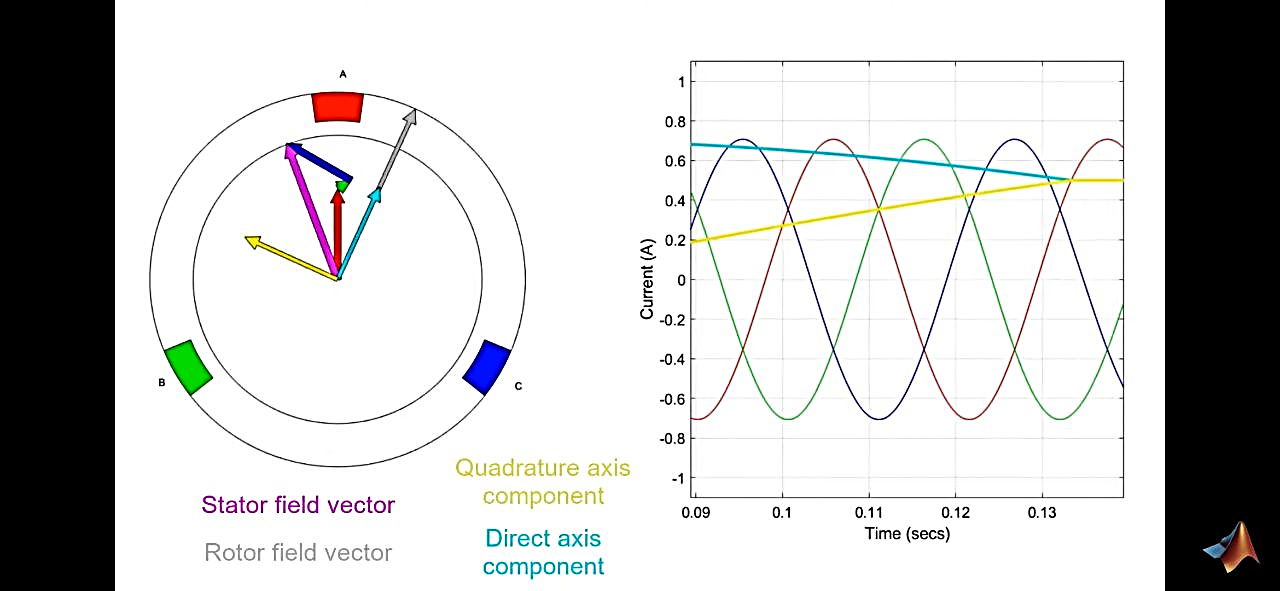 A
B
C
Stator field vector
Rotor field vector
Quadrature axis
component
Direct axis
component
Current (A)
1
0.8
0.6
0.4
0.2
0
-0.2
-0.4
-0.6
-0.8
-1
0.09
0.1
0.11
0.12
0.13
Time (secs)